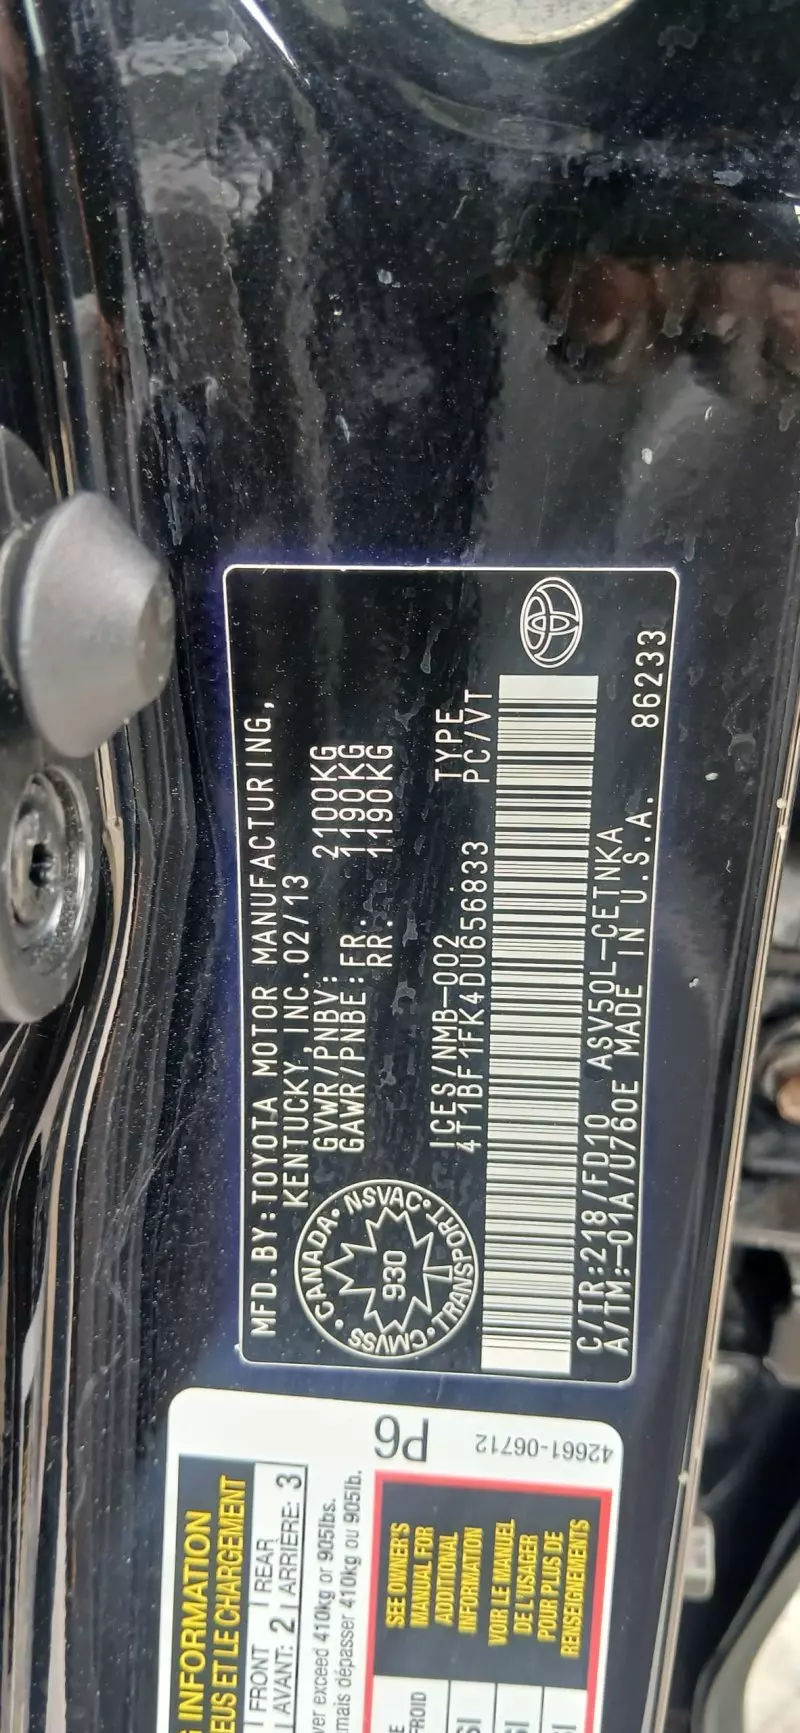 MFD.BY:TOYOTA MOTOR MANUFACTURING,
KENTUCKY, INC.02/13
GVWR/PNBV: 2100KG
GAWR/PNBE:FR. 1190KG
RR. 1190KG
CANADA
NSVAC
930
CMVSS
TRANSPORT
ICES/NMB-002 TYPE
4T1BF1FK4DU656833 PC/VT
C/TR:218/FD10 ASV50L-CETNKA
A/TM:-01A/U760E MADE IN U.S.A. 86233
INFORMATION
EUS ET LE CHARGEMENT
FRONT REAR
AVANT: 2 ARRIÈRE: 3
ver exceed 410kg or 905lbs.
mais dépasser 410kg ou 905lb.
P6
42661-06712
SEE OWNER'S
MANUAL FOR
ADDITIONAL
INFORMATION
VOIR LE MANUEL
DE L'USAGER
POUR PLUS DE
RENSEIGNEMENTS